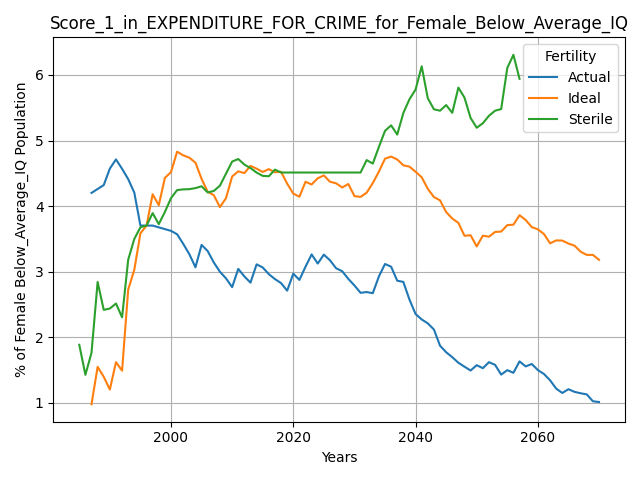 Score_1_in_EXPENDITURE_FOR_CRIME_for_Female_Below_Average_IQ
% of Female Below_Average_IQ Population
6
5
4
3
2
1
Fertility
Actual
Ideal
Sterile
2000
2020
2040
2060
Years